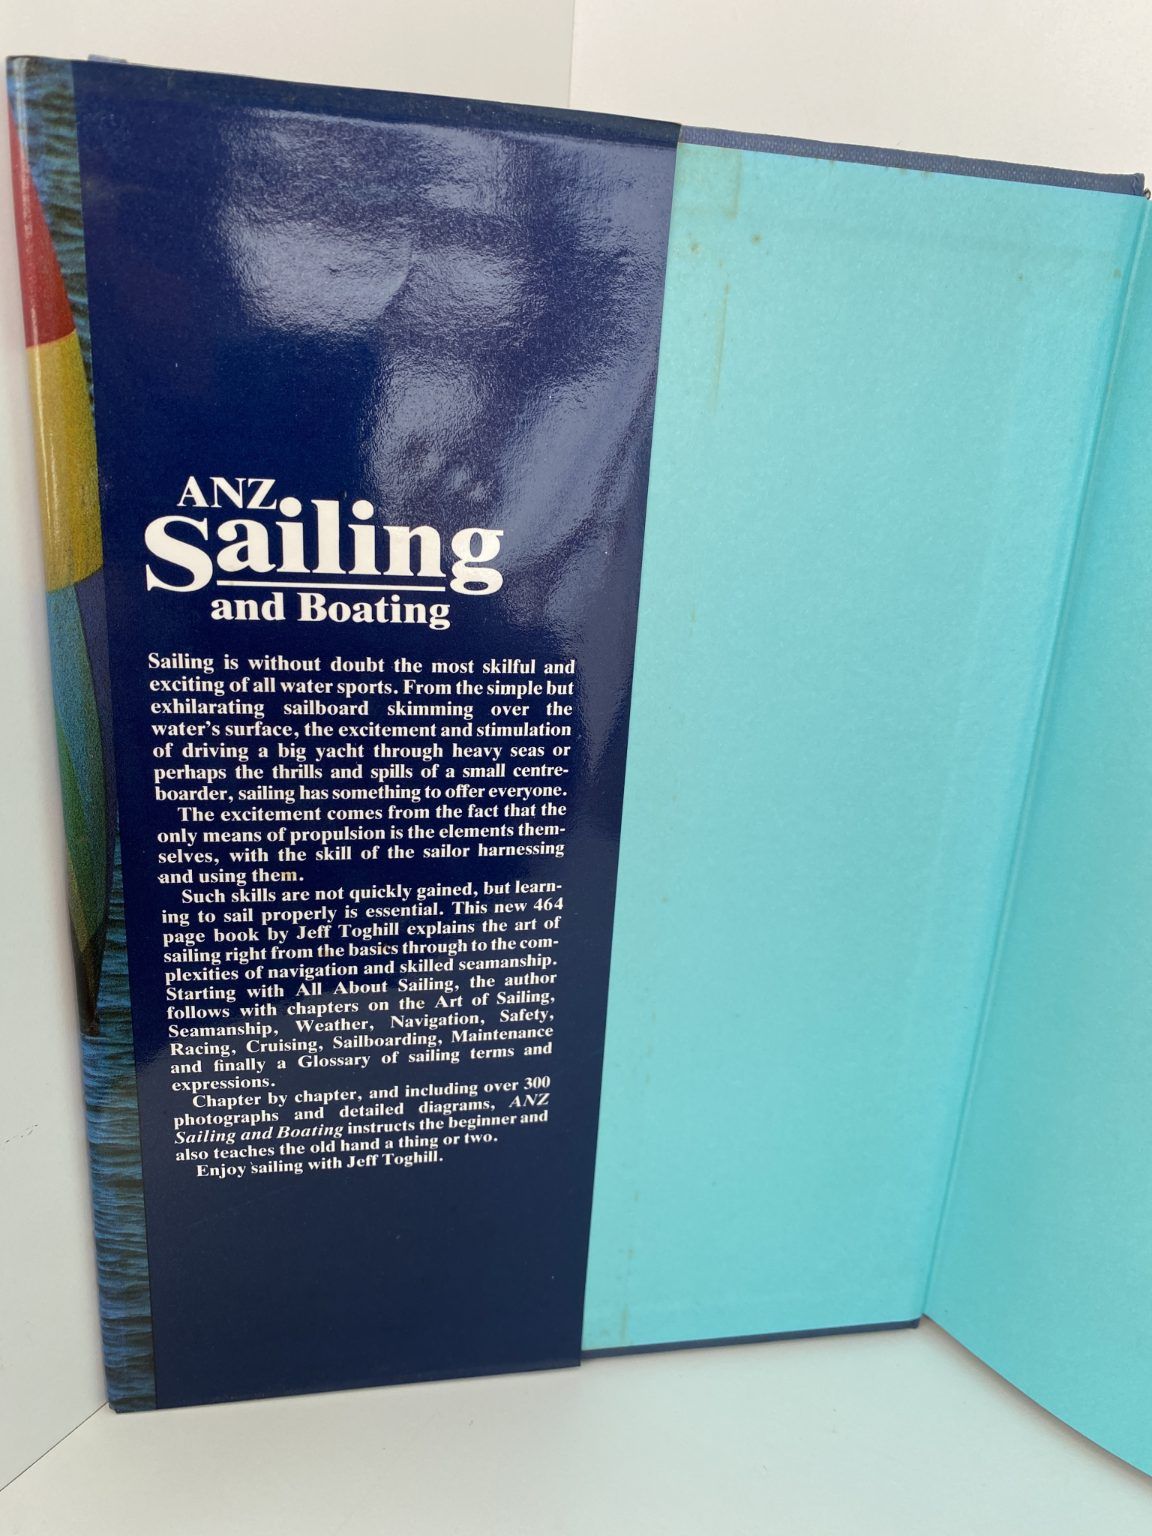 ANZ
Sailing
and Boating
Sailing is without doubt the most skilful and
exciting of all water sports. From the simple but
exhilarating sailboard skimming over the
water's surface, the excitement and stimulation
of driving a big yacht through heavy seas or
perhaps the thrills and spills of a small centre-
boarder, sailing has something to offer everyone.
The excitement comes from the fact that the
only means of propulsion is the elements them-
selves, with the skill of the sailor harnessing
and using them.
Such skills are not quickly gained, but learn-
ing to sail properly is essential. This new 464
page book by Jeff Toghill explains the art of
sailing right from the basics through to the com-
plexities of navigation and skilled seamanship.
Starting with All About Sailing, the author
follows with chapters on the Art of Sailing,
Seamanship, Weather, Navigation, Safety,
Racing, Cruising, Sailboarding, Maintenance
and finally a Glossary of sailing terms and
expressions.
Chapter by chapter, and including over 300
photographs and detailed diagrams, ANZ
Sailing and Boating instructs the beginner and
also teaches the old hand a thing or two.
Enjoy sailing with Jeff Toghill.